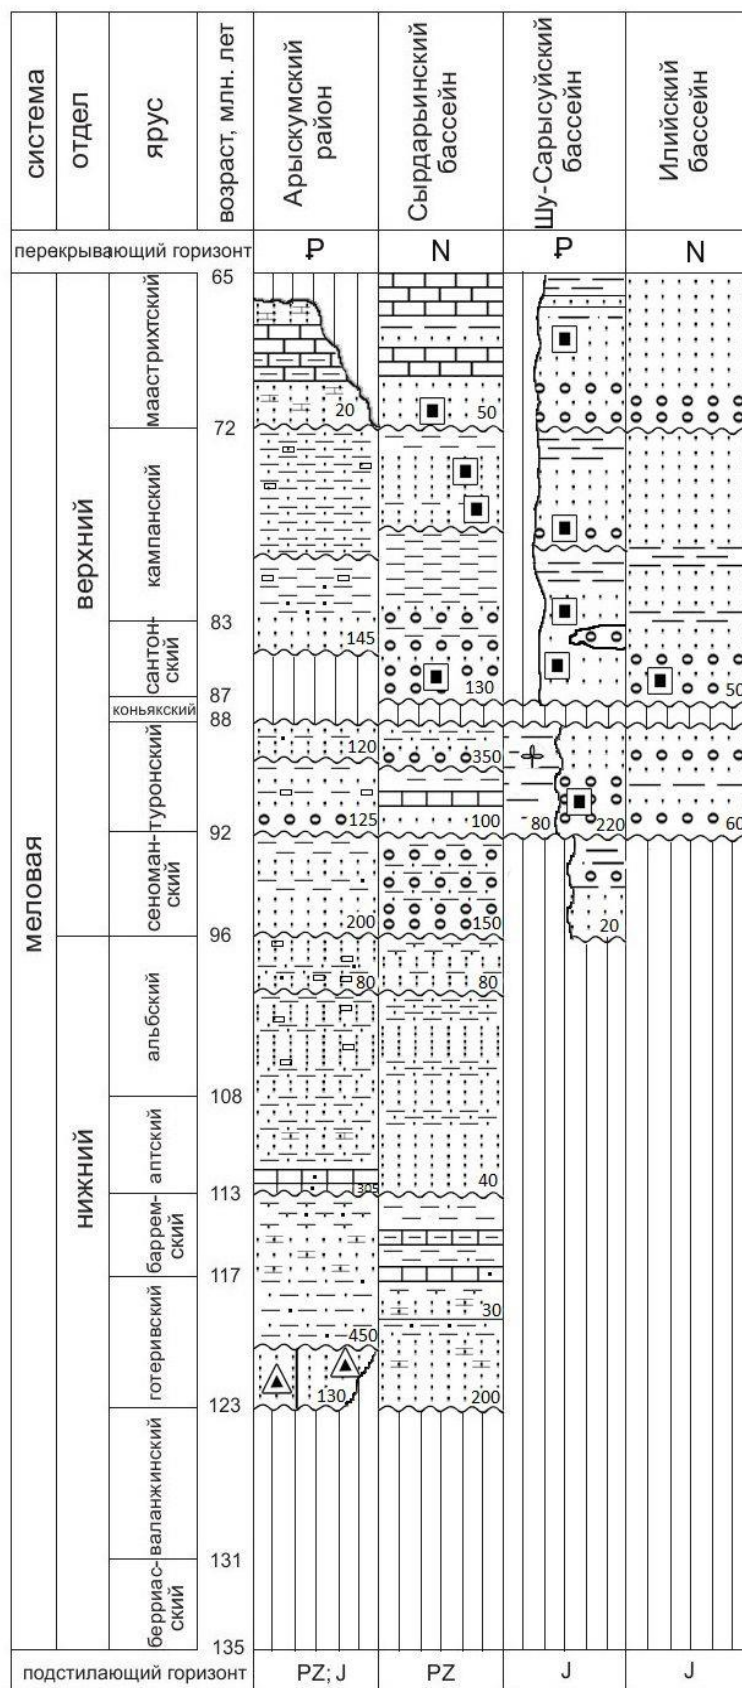 система
отдел
ярус
возраст, млн. лет
Арыскумский
район
Сырдарьинский
бассейн
Шу-Сарысуйский
бассейн
Илийский
бассейн
перекрывающий горизонт
Ꝑ
N
Ꝑ
N
меловая
верхний
нижний
65
маастрихтский
20
50
72
кампанский
83
145
сантон-
ский
130
50
87
коньякский
88
туронский
120
350
125
100
80
220
60
92
сеноман-
ский
200
150
20
96
альбский
80
80
108
аптский
305
40
113
баррем-
ский
117
готеривский
30
450
130
200
123
валанжинский
131
берриас-
ский
135
подстилающий горизонт
PZ; J
PZ
J
J